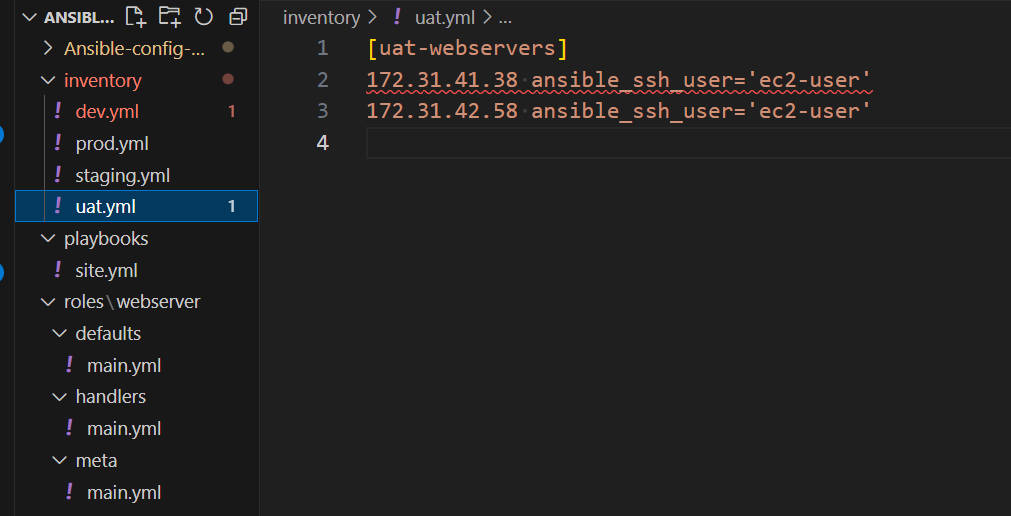 ANSIBL...
Ansible-config-...
inventory
! dev.yml 1
! prod.yml
! staging.yml
! uat.yml 1
playbooks
! site.yml
roles\webserver
defaults
! main.yml
handlers
! main.yml
meta
! main.yml
inventory > ! uat.yml > ...
1 [uat-webservers]
2 172.31.41.38 ansible_ssh_user='ec2-user'
3 172.31.42.58 ansible_ssh_user='ec2-user'
4